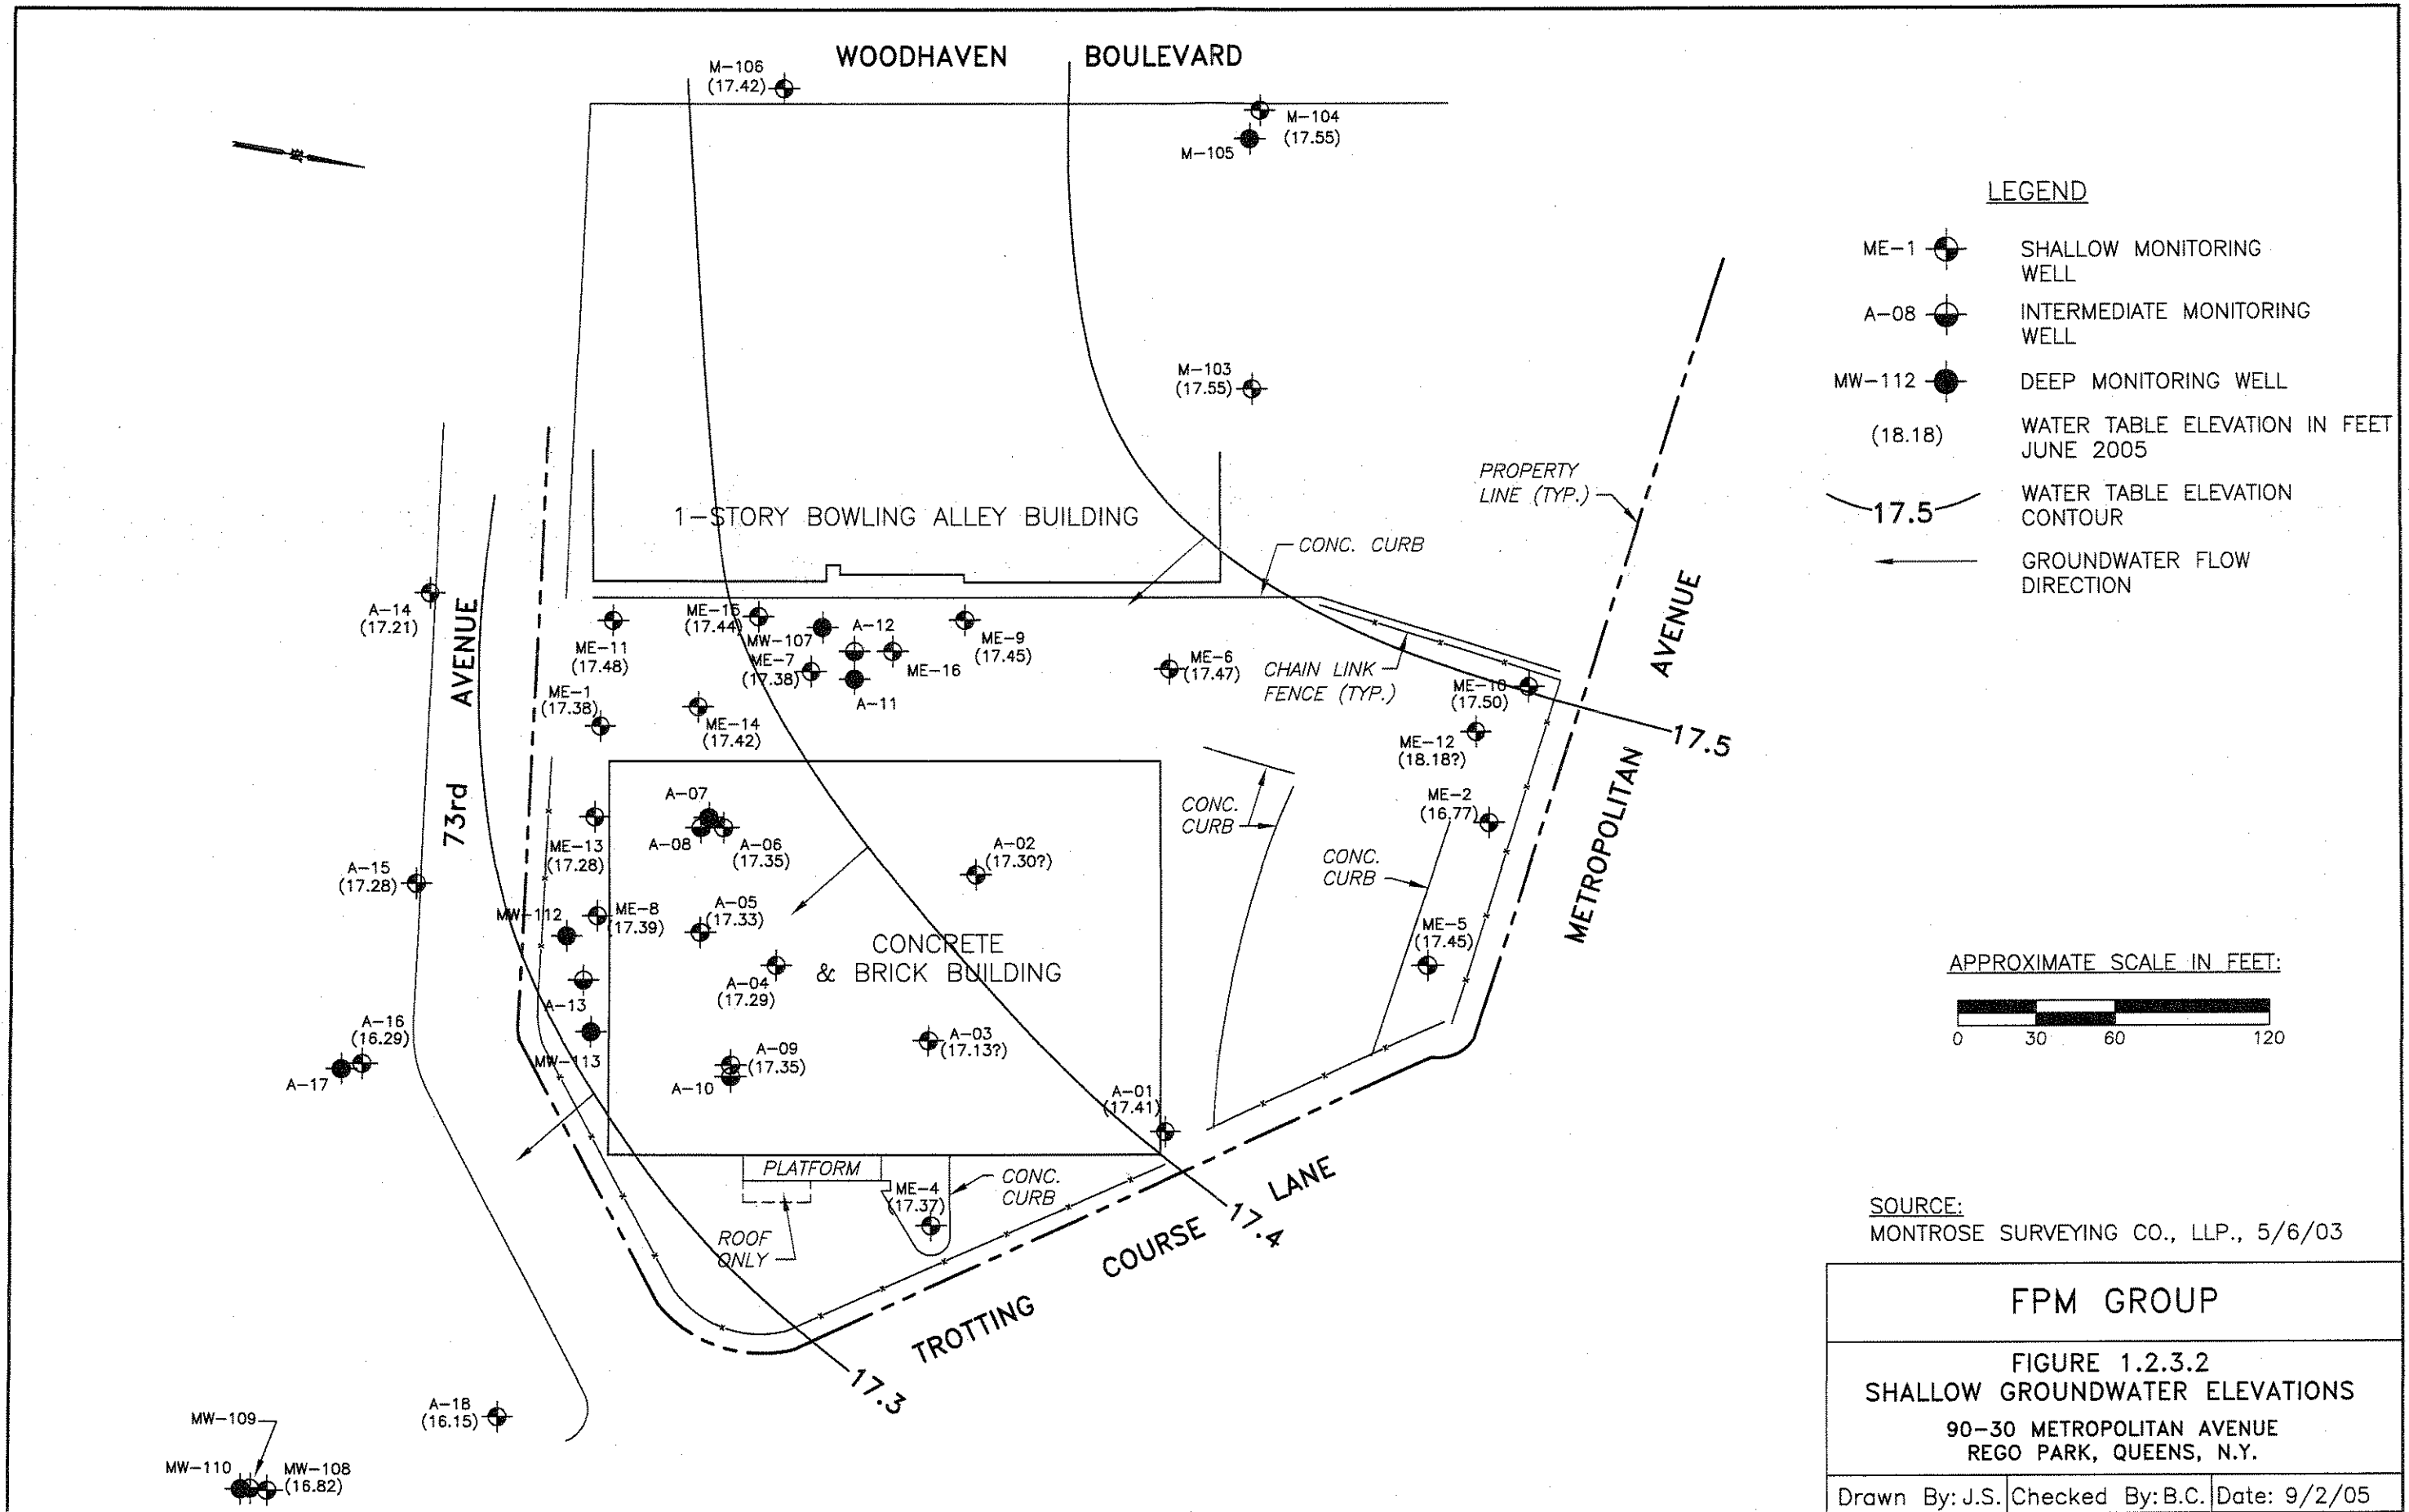 WOODHAVEN BOULEVARD
M-106
(17.42)
M-104
(17.55)
M-105
M-103
(17.55)
1-STORY BOWLING ALLEY BUILDING
CONC. CURB
PROPERTY
LINE (TYP.)
A-14
(17.21)
73rd AVENUE
ME-11
(17.48)
ME-15
(17.44)
MW-107
A-12
ME-7
(17.38)
ME-16
A-11
ME-9
(17.45)
ME-6
(17.47)
CHAIN LINK
FENCE (TYP.)
ME-10
(17.50)
17.5
ME-1
(17.38)
ME-14
(17.42)
ME-12
(18.18?)
METROPOLITAN AVENUE
A-07
A-08
A-06
(17.35)
ME-13
(17.28)
A-02
(17.30?)
CONC.
CURB
ME-2
(16.77)
CONC.
CURB
A-15
(17.28)
MW-112
ME-8
(17.39)
A-05
(17.33)
CONCRETE
& BRICK BUILDING
A-04
(17.29)
ME-5
(17.45)
A-13
A-16
(16.29)
A-17
MW-113
A-09
(17.35)
A-10
A-03
(17.13?)
A-01
(17.41)
PLATFORM
ME-4
(17.37)
CONC.
CURB
ROOF
ONLY
17.4
TROTTING COURSE LANE
17.3
A-18
(16.15)
MW-109
MW-110
MW-108
(16.82)
LEGEND
ME-1 SHALLOW MONITORING
WELL
A-08 INTERMEDIATE MONITORING
WELL
MW-112 DEEP MONITORING WELL
(18.18) WATER TABLE ELEVATION IN FEET
JUNE 2005
17.5 WATER TABLE ELEVATION
CONTOUR
GROUNDWATER FLOW
DIRECTION
APPROXIMATE SCALE IN FEET:
0 30 60 120
SOURCE:
MONTROSE SURVEYING CO., LLP., 5/6/03
FPM GROUP
FIGURE 1.2.3.2
SHALLOW GROUNDWATER ELEVATIONS
90-30 METROPOLITAN AVENUE
REGO PARK, QUEENS, N.Y.
Drawn By: J.S. Checked By: B.C. Date: 9/2/05